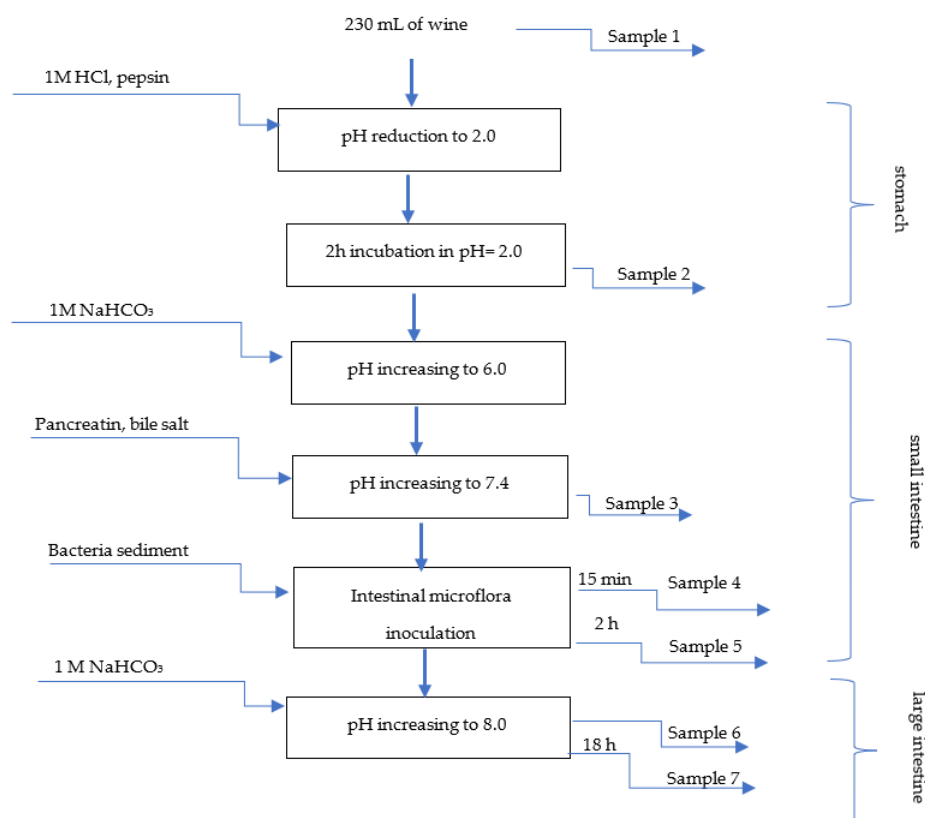 230 mL of wine
Sample 1
1M HCl, pepsin
pH reduction to 2.0
stomach
2h incubation in pH= 2.0
Sample 2
1M NaHCO₃
pH increasing to 6.0
Pancreatin, bile salt
pH increasing to 7.4
Sample 3
small intestine
Bacteria sediment
Intestinal microflora
inoculation
15 min
Sample 4
2 h
Sample 5
1 M NaHCO₃
pH increasing to 8.0
Sample 6
18 h
Sample 7
large intestine